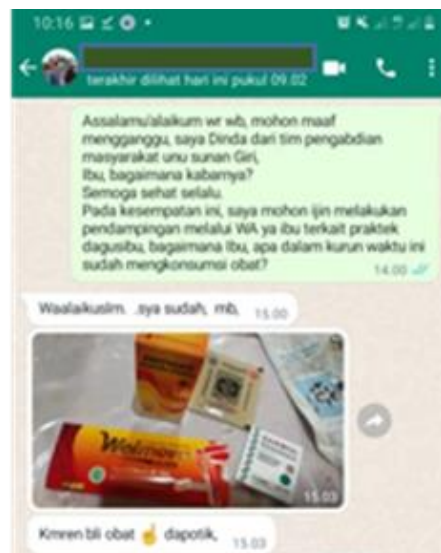 10:16
terakhir dilihat hari ini pukul 09.02
Assalamu'alaikum wr wb, mohon maaf
mengganggu, saya Dinda dari tim pengabdian
masyarakat unu sunan Giri,
Ibu, bagaimana kabarnya?
Semoga sehat selalu.
Pada kesempatan ini, saya mohon ijin melakukan
pendampingan melalui WA ya ibu terkait praktek
dagusibu, bagaimana Ibu, apa dalam kurun waktu ini
sudah mengkonsumsi obat?
14.00
Waalaikuslm. .sya sudah, mb,
15.00
15.03
Kmren bli obat ☝ dapotik,
15.03